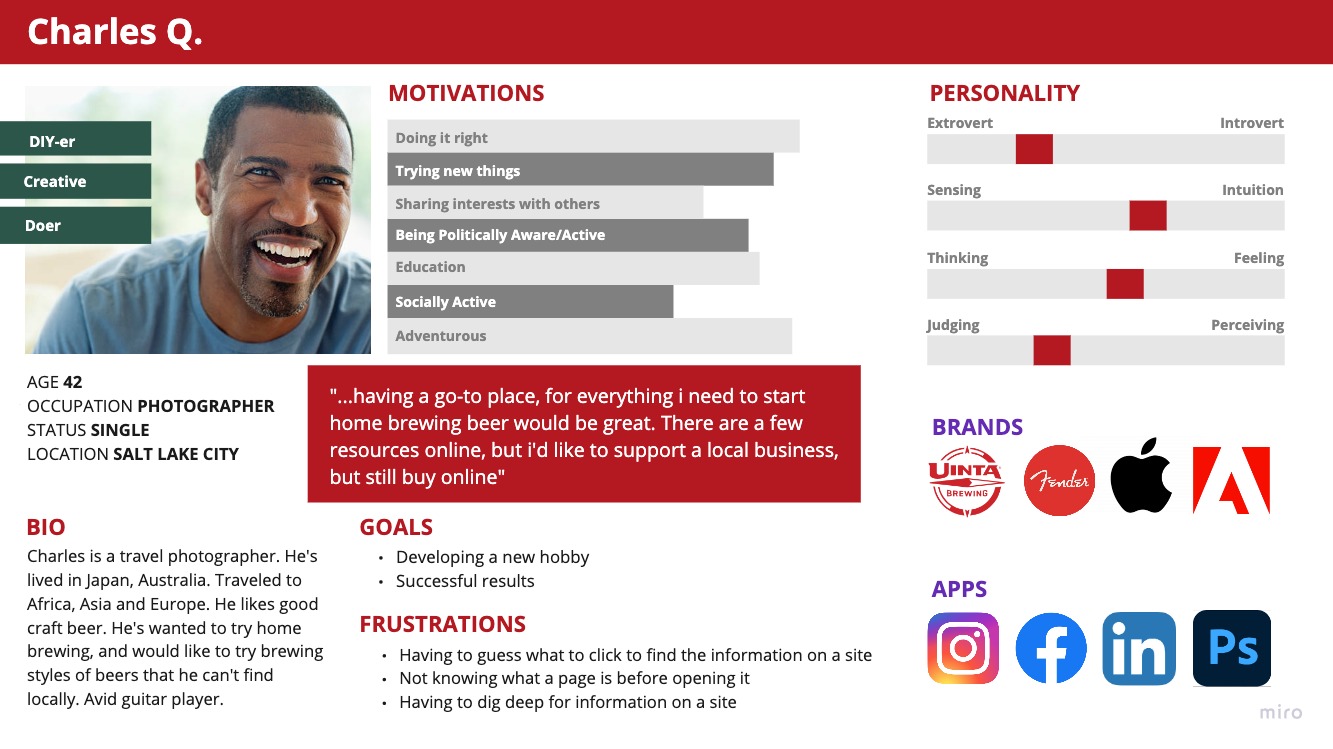 Charles Q.
DIY-er
Creative
Doer
AGE 42
OCCUPATION PHOTOGRAPHER
STATUS SINGLE
LOCATION SALT LAKE CITY
BIO
Charles is a travel photographer. He's
lived in Japan, Australia. Traveled to
Africa, Asia and Europe. He likes good
craft beer. He's wanted to try home
brewing, and would like to try brewing
styles of beers that he can't find
locally. Avid guitar player.
MOTIVATIONS
Doing it right
Trying new things
Sharing interests with others
Being Politically Aware/Active
Education
Socially Active
Adventurous
"...having a go-to place, for everything i need to start
home brewing beer would be great. There are a few
resources online, but i'd like to support a local business,
but still buy online"
GOALS
• Developing a new hobby
• Successful results
FRUSTRATIONS
• Having to guess what to click to find the information on a site
• Not knowing what a page is before opening it
• Having to dig deep for information on a site
PERSONALITY
Extrovert Introvert
Sensing Intuition
Thinking Feeling
Judging Perceiving
BRANDS
UINTA
BREWING
Fender
APPS
in
Ps
miro